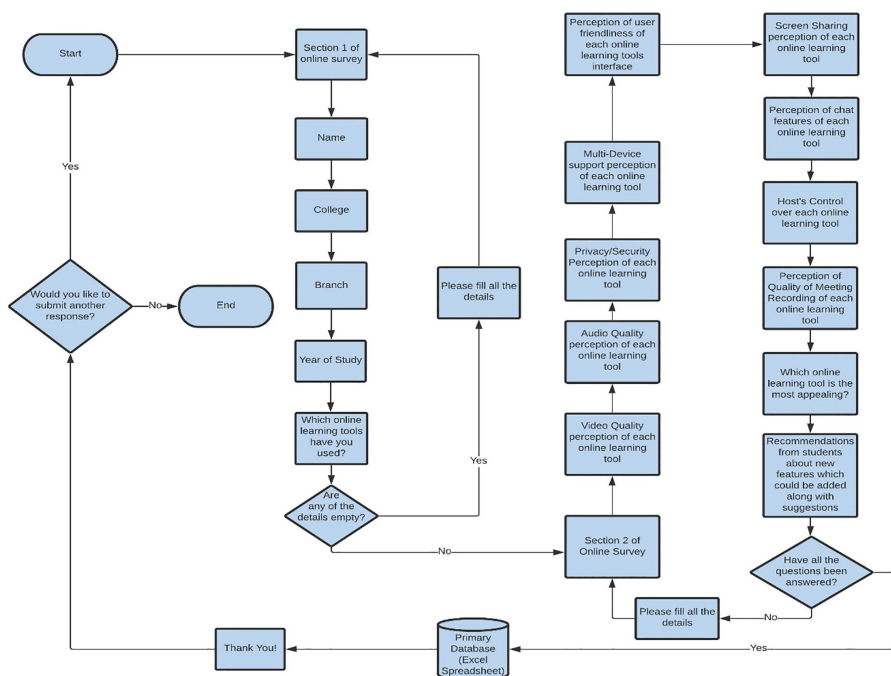 Start
Section 1 of
online survey
Name
College
Branch
Year of Study
Which online
learning tools
have you
used?
Are
any of the
details empty?
Yes
Please fill all the
details
No
Section 2 of
Online Survey
Video Quality
perception of each
online learning
tool
Audio Quality
perception of each
online learning
tool
Privacy/Security
Perception of each
online learning
tool
Multi-Device
support perception
of each online
learning tool
Perception of user
friendliness of
each online
learning tools
interface
Screen Sharing
perception of each
online learning
tool
Perception of chat
features of each
online learning tool
Host's Control
over each online
learning tool
Perception of
Quality of Meeting
Recording of each
online learning
tool
Which online
learning tool is the
most appealing?
Recommendations
from students
about new
features which
could be added
along with
suggestions
Have all the
questions been
answered?
No
Please fill all the
details
Yes
Primary
Database
(Excel
Spreadsheet)
Thank You!
Would you like to
submit another
response?
Yes
No
End